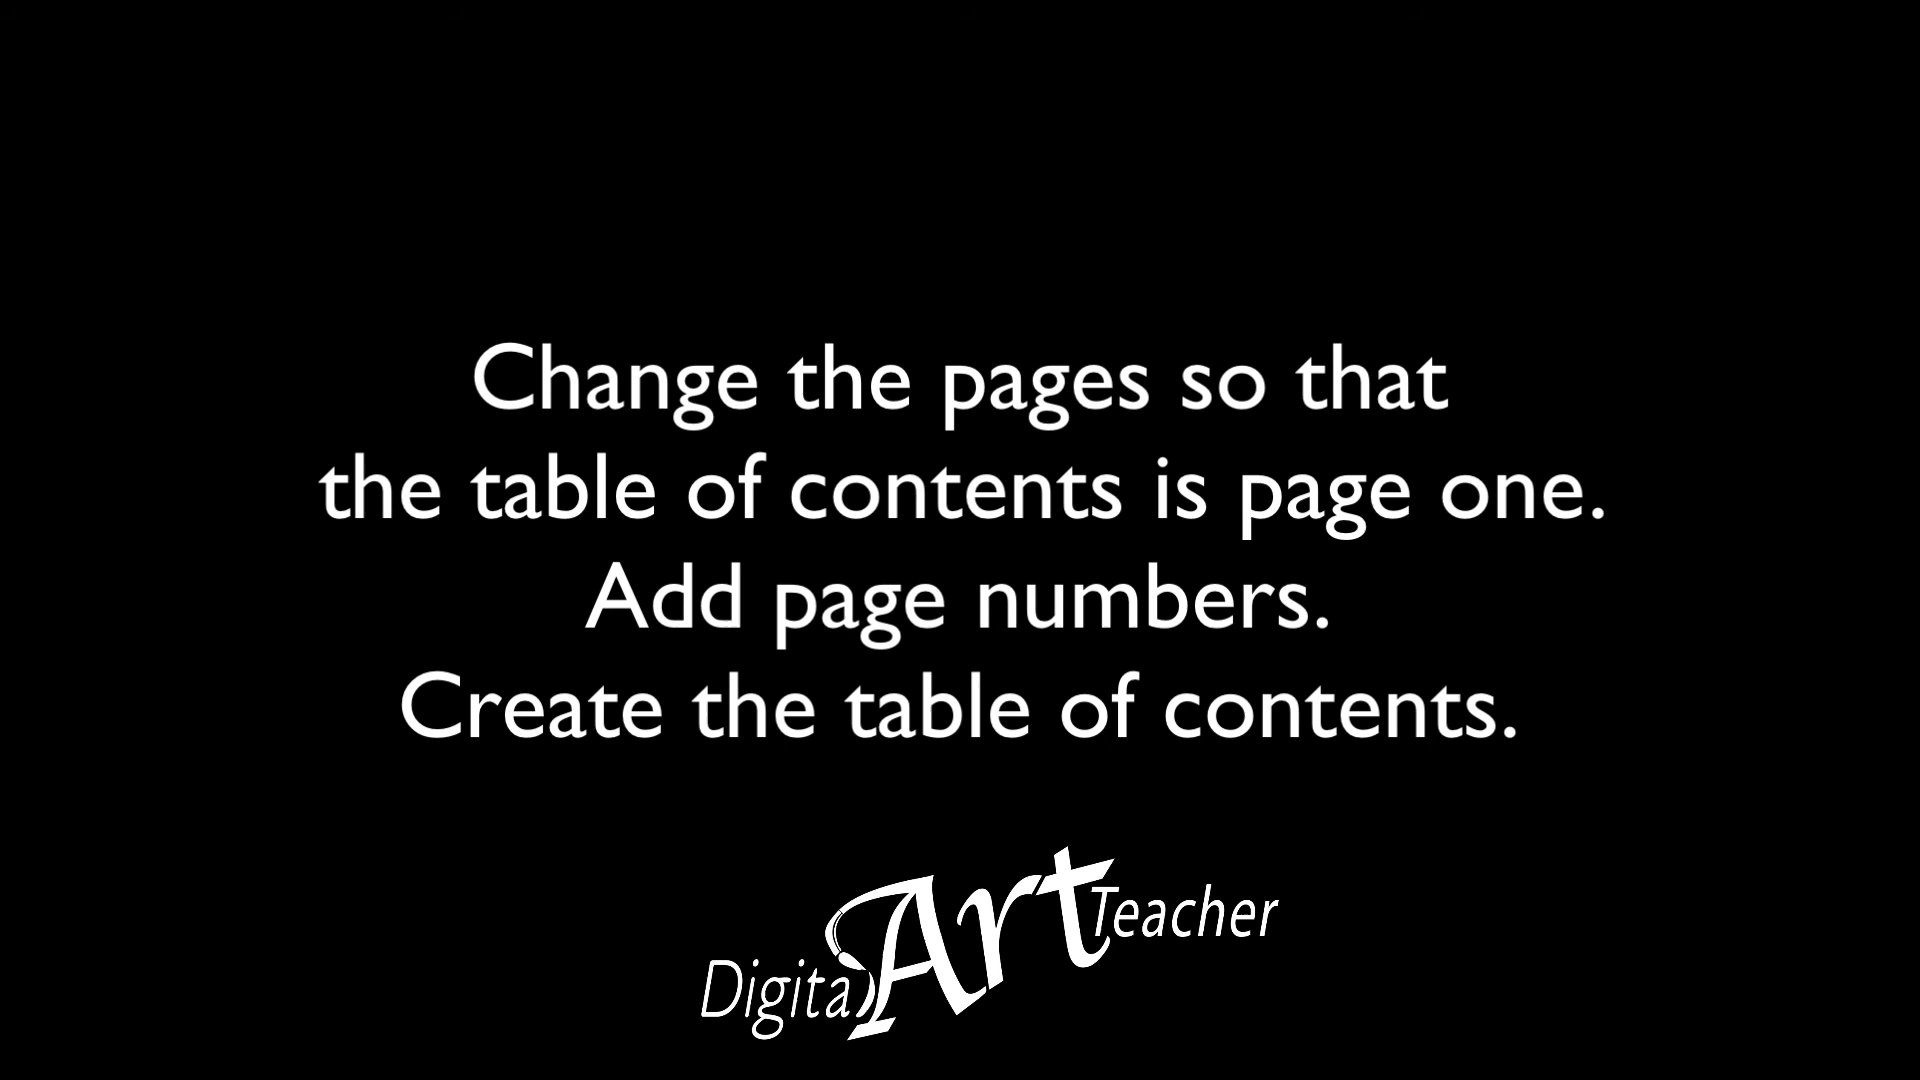 Change the pages so that
the table of contents is page one.
Add page numbers.
Create the table of contents.
Digital Art Teacher